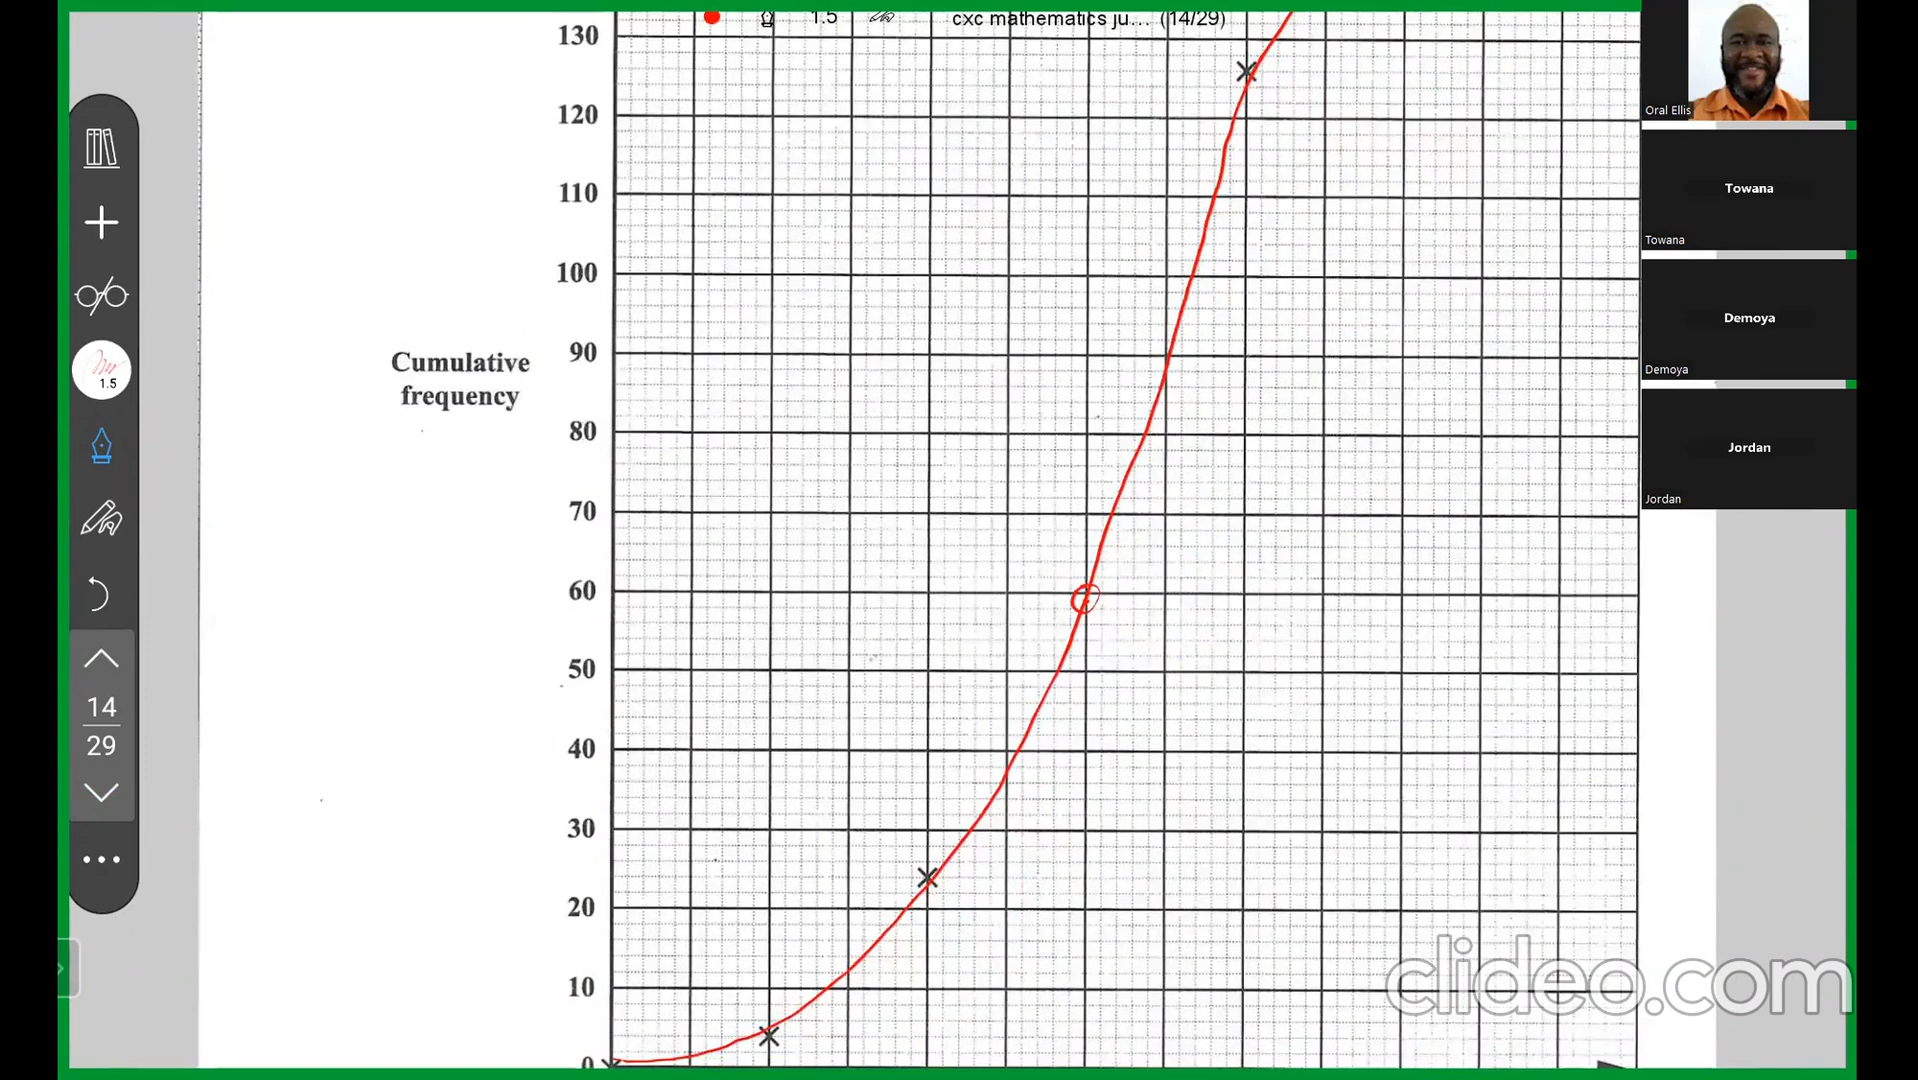 1.5
cxc mathematics ju... (14/29)
130
120
110
100
90
80
70
60
50
40
30
20
10
0
Cumulative
frequency
1.5
14
29
Oral Ellis
Towana
Towana
Demoya
Demoya
Jordan
Jordan
clideo.com